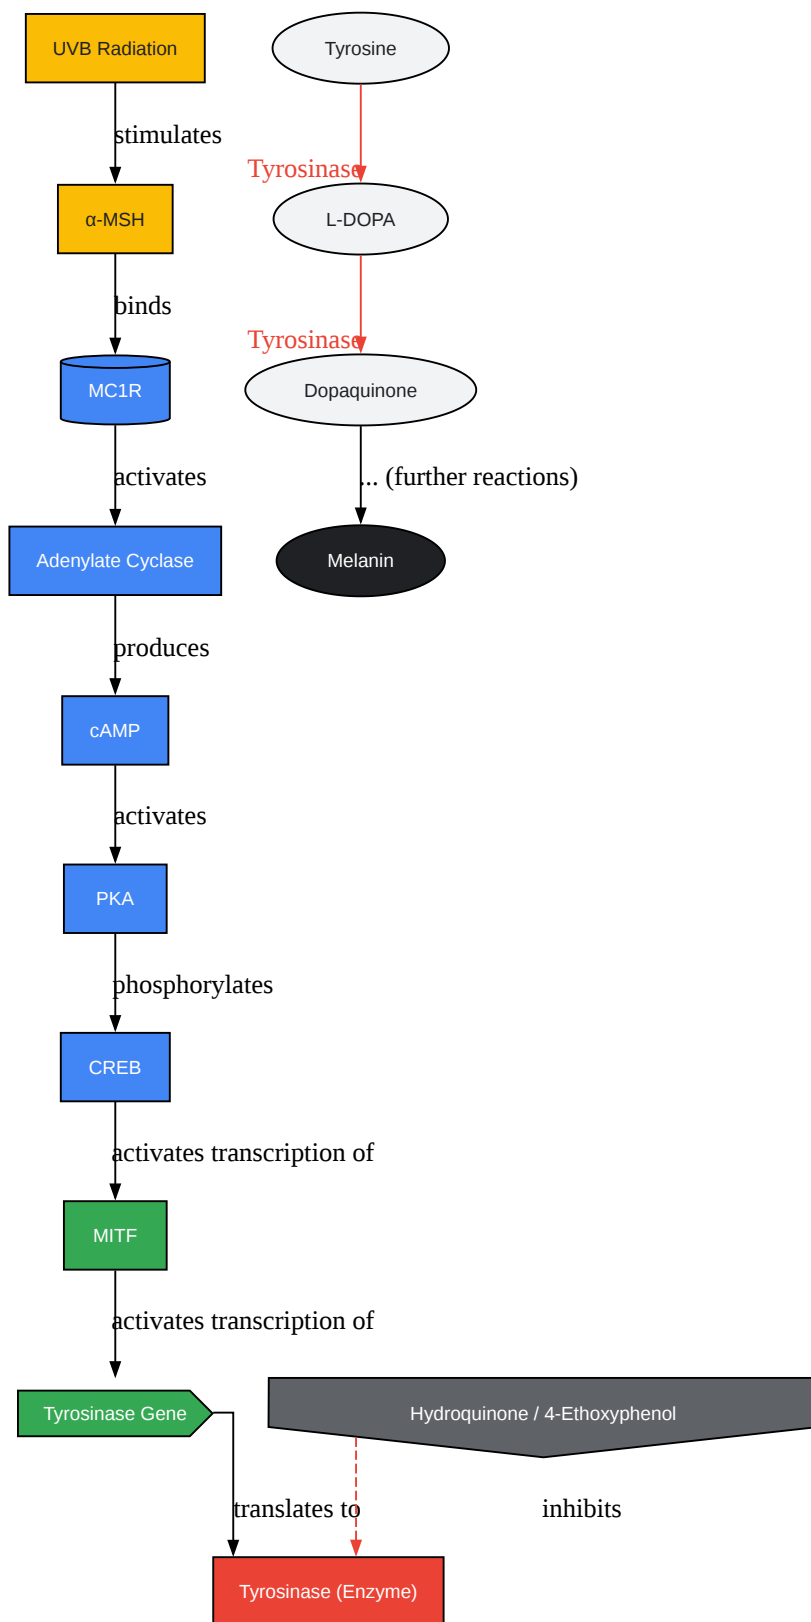 UVB Radiation
Tyrosine
stimulates
Tyrosinase
α-MSH
L-DOPA
binds
Tyrosinase
MC1R
Dopaquinone
activates
... (further reactions)
Adenylate Cyclase
Melanin
produces
cAMP
activates
PKA
phosphorylates
CREB
activates transcription of
MITF
activates transcription of
Tyrosinase Gene
Hydroquinone / 4-Ethoxyphenol
translates to
inhibits
Tyrosinase (Enzyme)